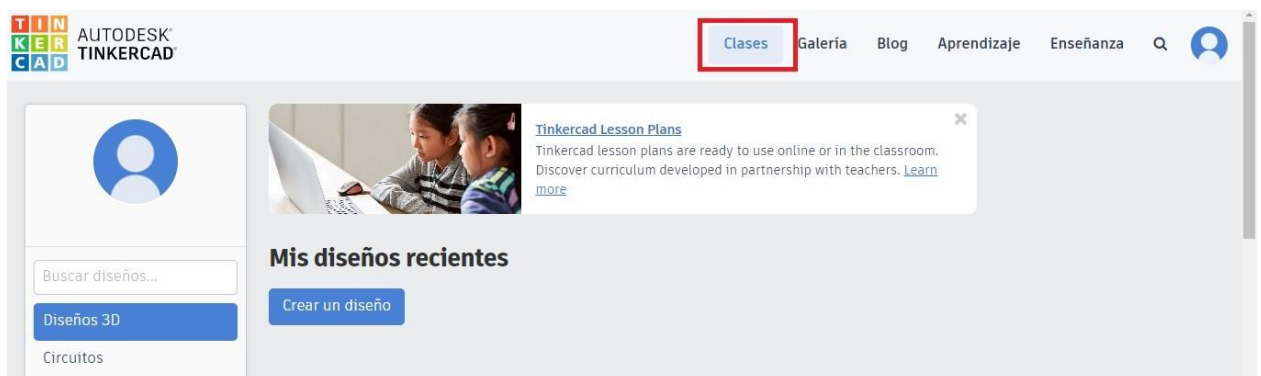 TIN
KER
CAD
AUTODESK®
TINKERCAD®
Clases
Galería
Blog
Aprendizaje
Enseñanza
Tinkercad Lesson Plans
Tinkercad lesson plans are ready to use online or in the classroom.
Discover curriculum developed in partnership with teachers. Learn
more
Mis diseños recientes
Buscar diseños...
Crear un diseño
Diseños 3D
Circuitos